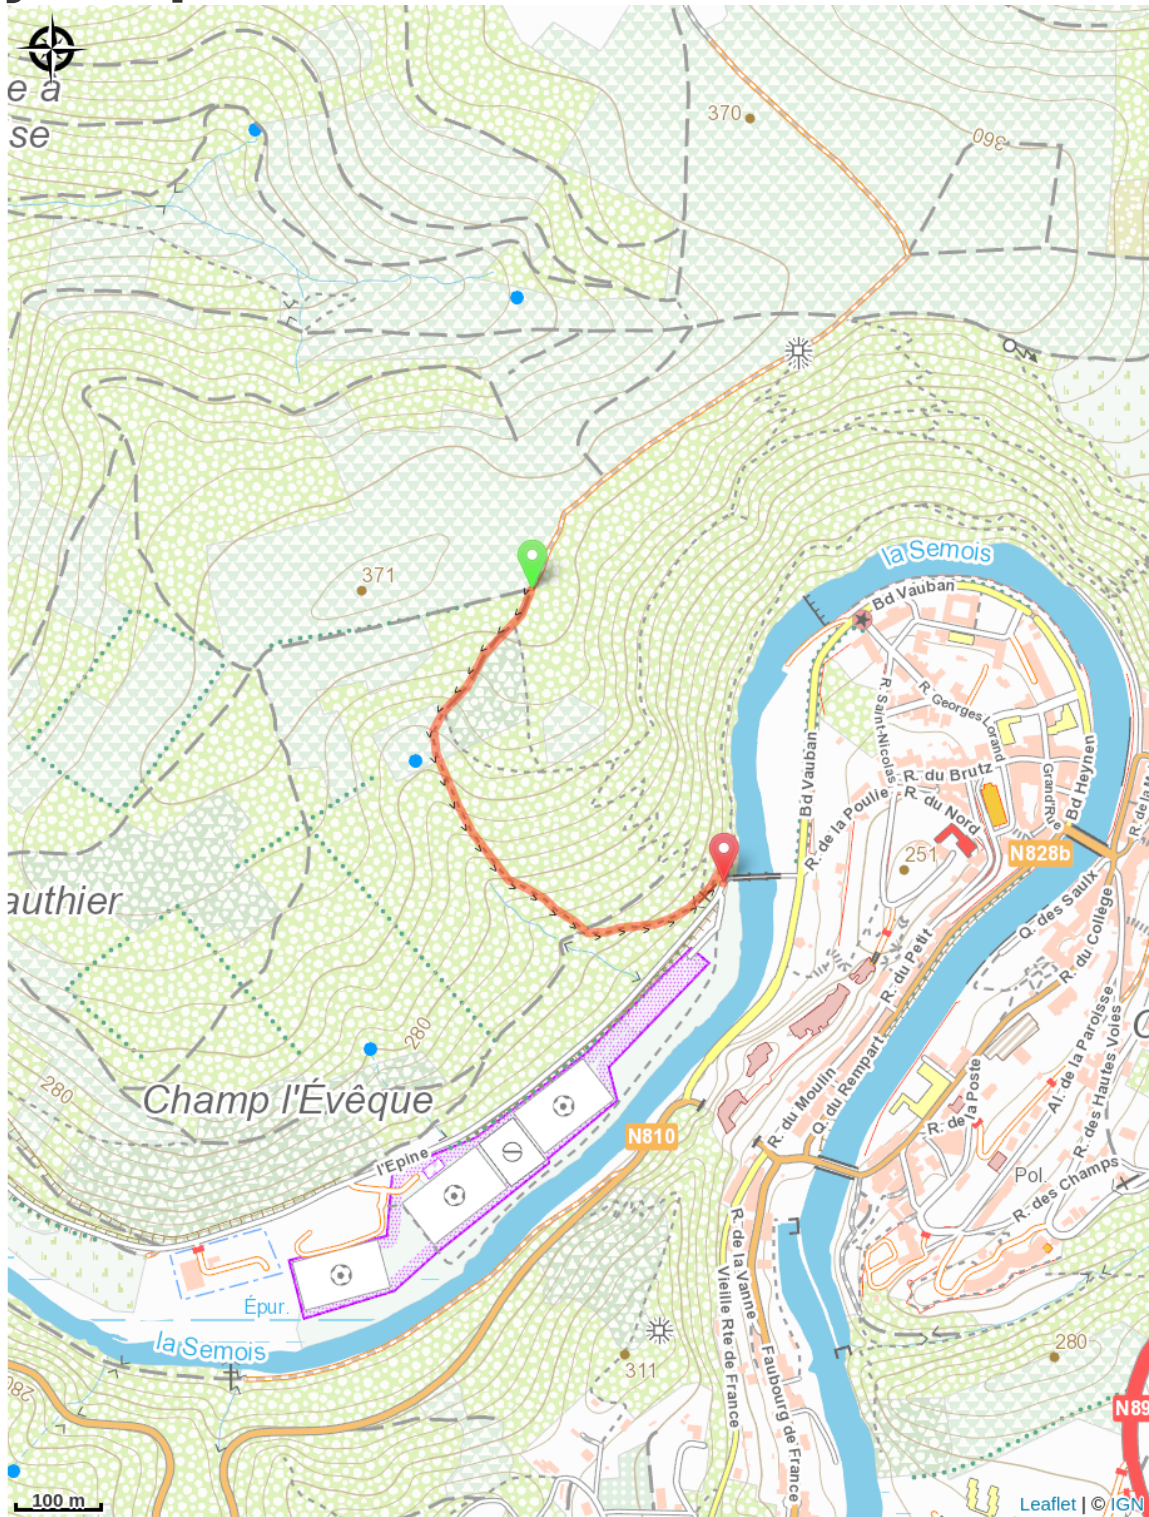 e à
se
370
360
371
la Semois
Bd Vauban
R. Saint-Nicolas
R. Georges Lorand
Bd Vauban
R. du Brutz
R. de la Poulie
R. du Nord
Grand'Rue
Bd Heynen
251
N828b
authier
Q. des Saulx
R. du Collège
R. du Petit
280
280
Champ l'Évêque
N810
l'Epine
R. du Moulin
Q. du Rempart
R. de la Poste
Al. de la Paroisse
R. des Hautes Voies
Pol.
R. des Champs
Épur.
la Semois
R. de la Vanne
Vieille Rte de France
Faubourg de France
311
280
280
N89
100 m
Leaflet | © IGN